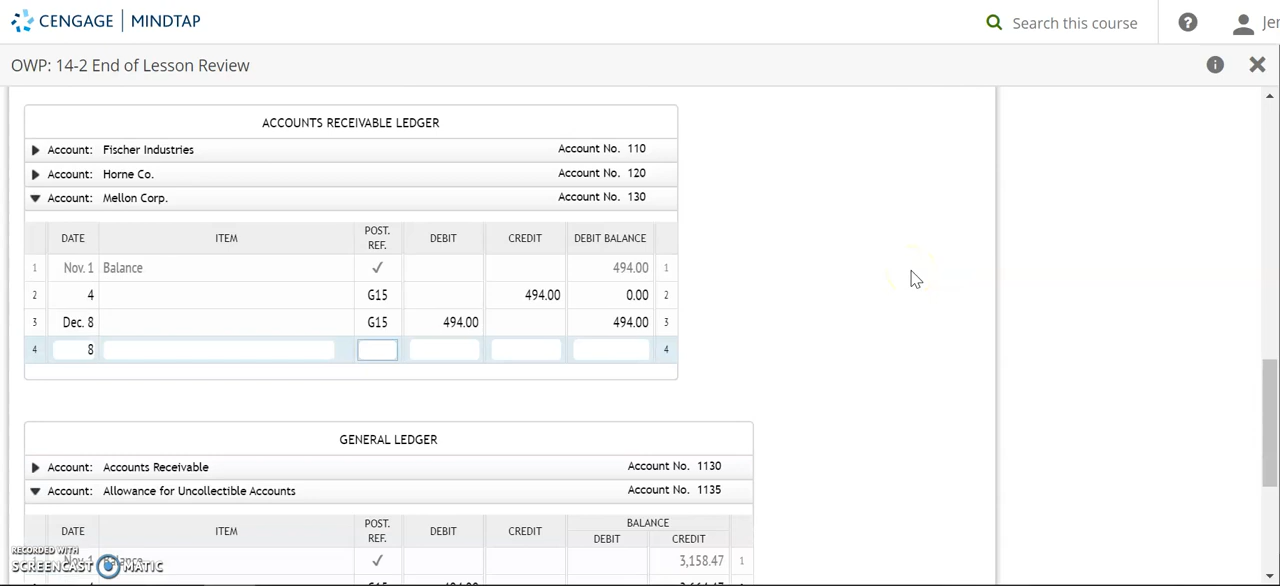 CENGAGE | MINDTAP Search this course ? Jer
OWP: 14-2 End of Lesson Review
ACCOUNTS RECEIVABLE LEDGER
Account: Fischer Industries Account No. 110
Account: Horne Co. Account No. 120
Account: Mellon Corp. Account No. 130
DATE ITEM POST. REF. DEBIT CREDIT DEBIT BALANCE
1 Nov. 1 Balance ✓ 494.00 1
2 4 G15 494.00 0.00 2
3 Dec. 8 G15 494.00 494.00 3
4 8 4
GENERAL LEDGER
Account: Accounts Receivable Account No. 1130
Account: Allowance for Uncollectible Accounts Account No. 1135
DATE ITEM POST. REF. DEBIT CREDIT BALANCE
DEBIT CREDIT
Nov. 1 Balance ✓ 3,158.47 1
RECORDED WITH
SCREENCAST MATIC